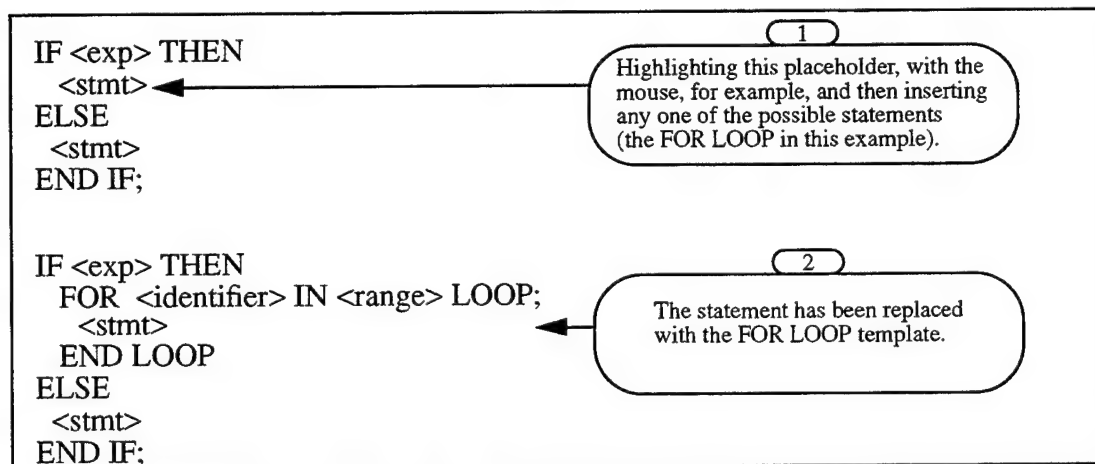 IF <exp> THEN
<stmt>
ELSE
<stmt>
END IF;
1
Highlighting this placeholder, with the
mouse, for example, and then inserting
any one of the possible statements
(the FOR LOOP in this example).
IF <exp> THEN
FOR <identifier> IN <range> LOOP;
<stmt>
END LOOP
ELSE
<stmt>
END IF;
2
The statement has been replaced
with the FOR LOOP template.